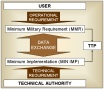 USER
OPERATIONAL
REQUIREMENT
Minimum Military Requirement (MMR)
DATA
EXCHANGE
TTP
Minimum Implementation (MIN IMP)
TECHNICAL
REQUIREMENT
TECHNICAL AUTHORITY